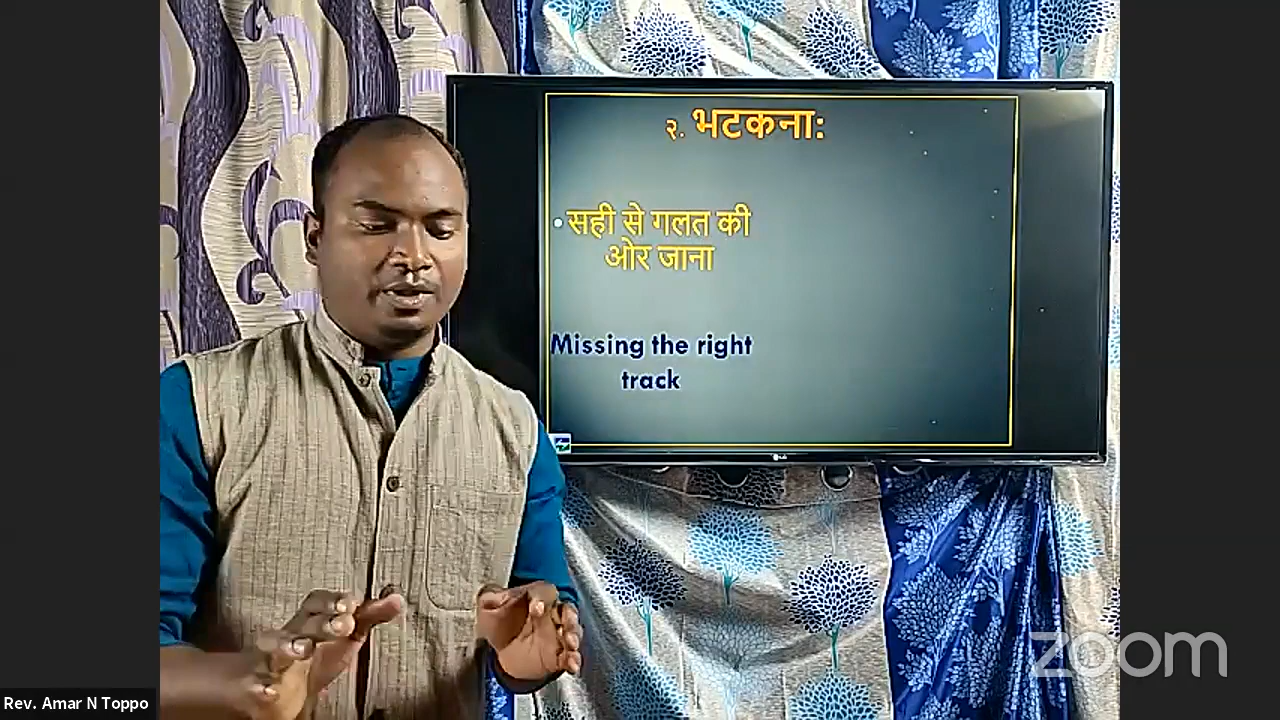 २. भटकना:
• सही से गलत की
ओर जाना
Missing the right
track
zoom
Rev. Amar N Toppo